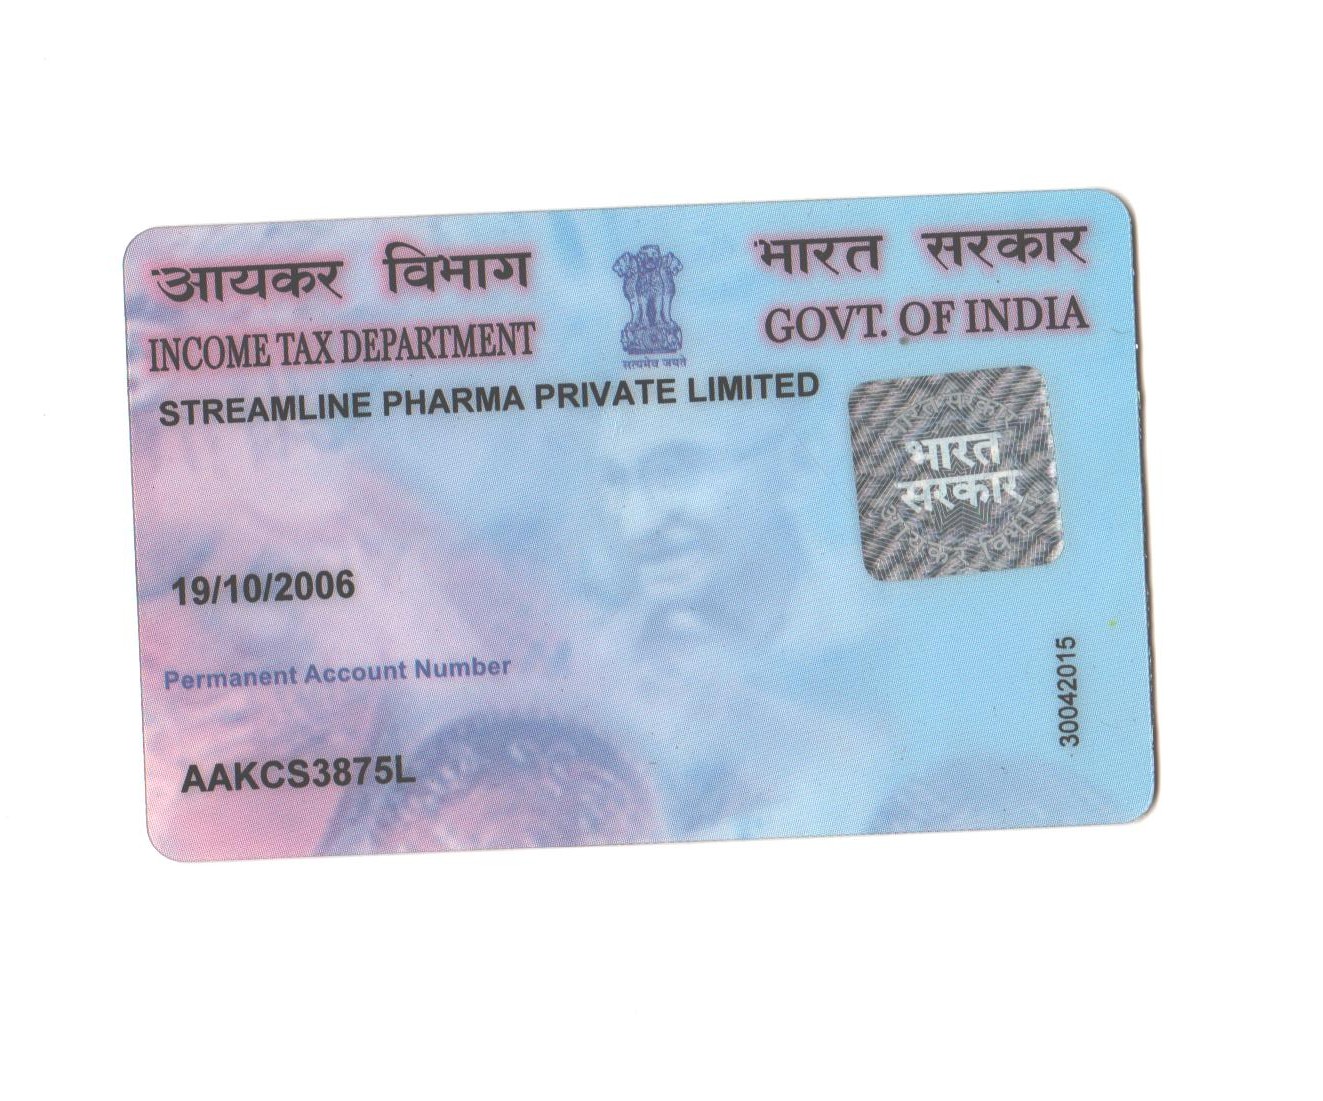 आयकर विभाग
INCOME TAX DEPARTMENT
सत्यमेव जयते
भारत सरकार
GOVT. OF INDIA
STREAMLINE PHARMA PRIVATE LIMITED
भारत
सरकार
19/10/2006
Permanent Account Number
AAKCS3875L
30042015